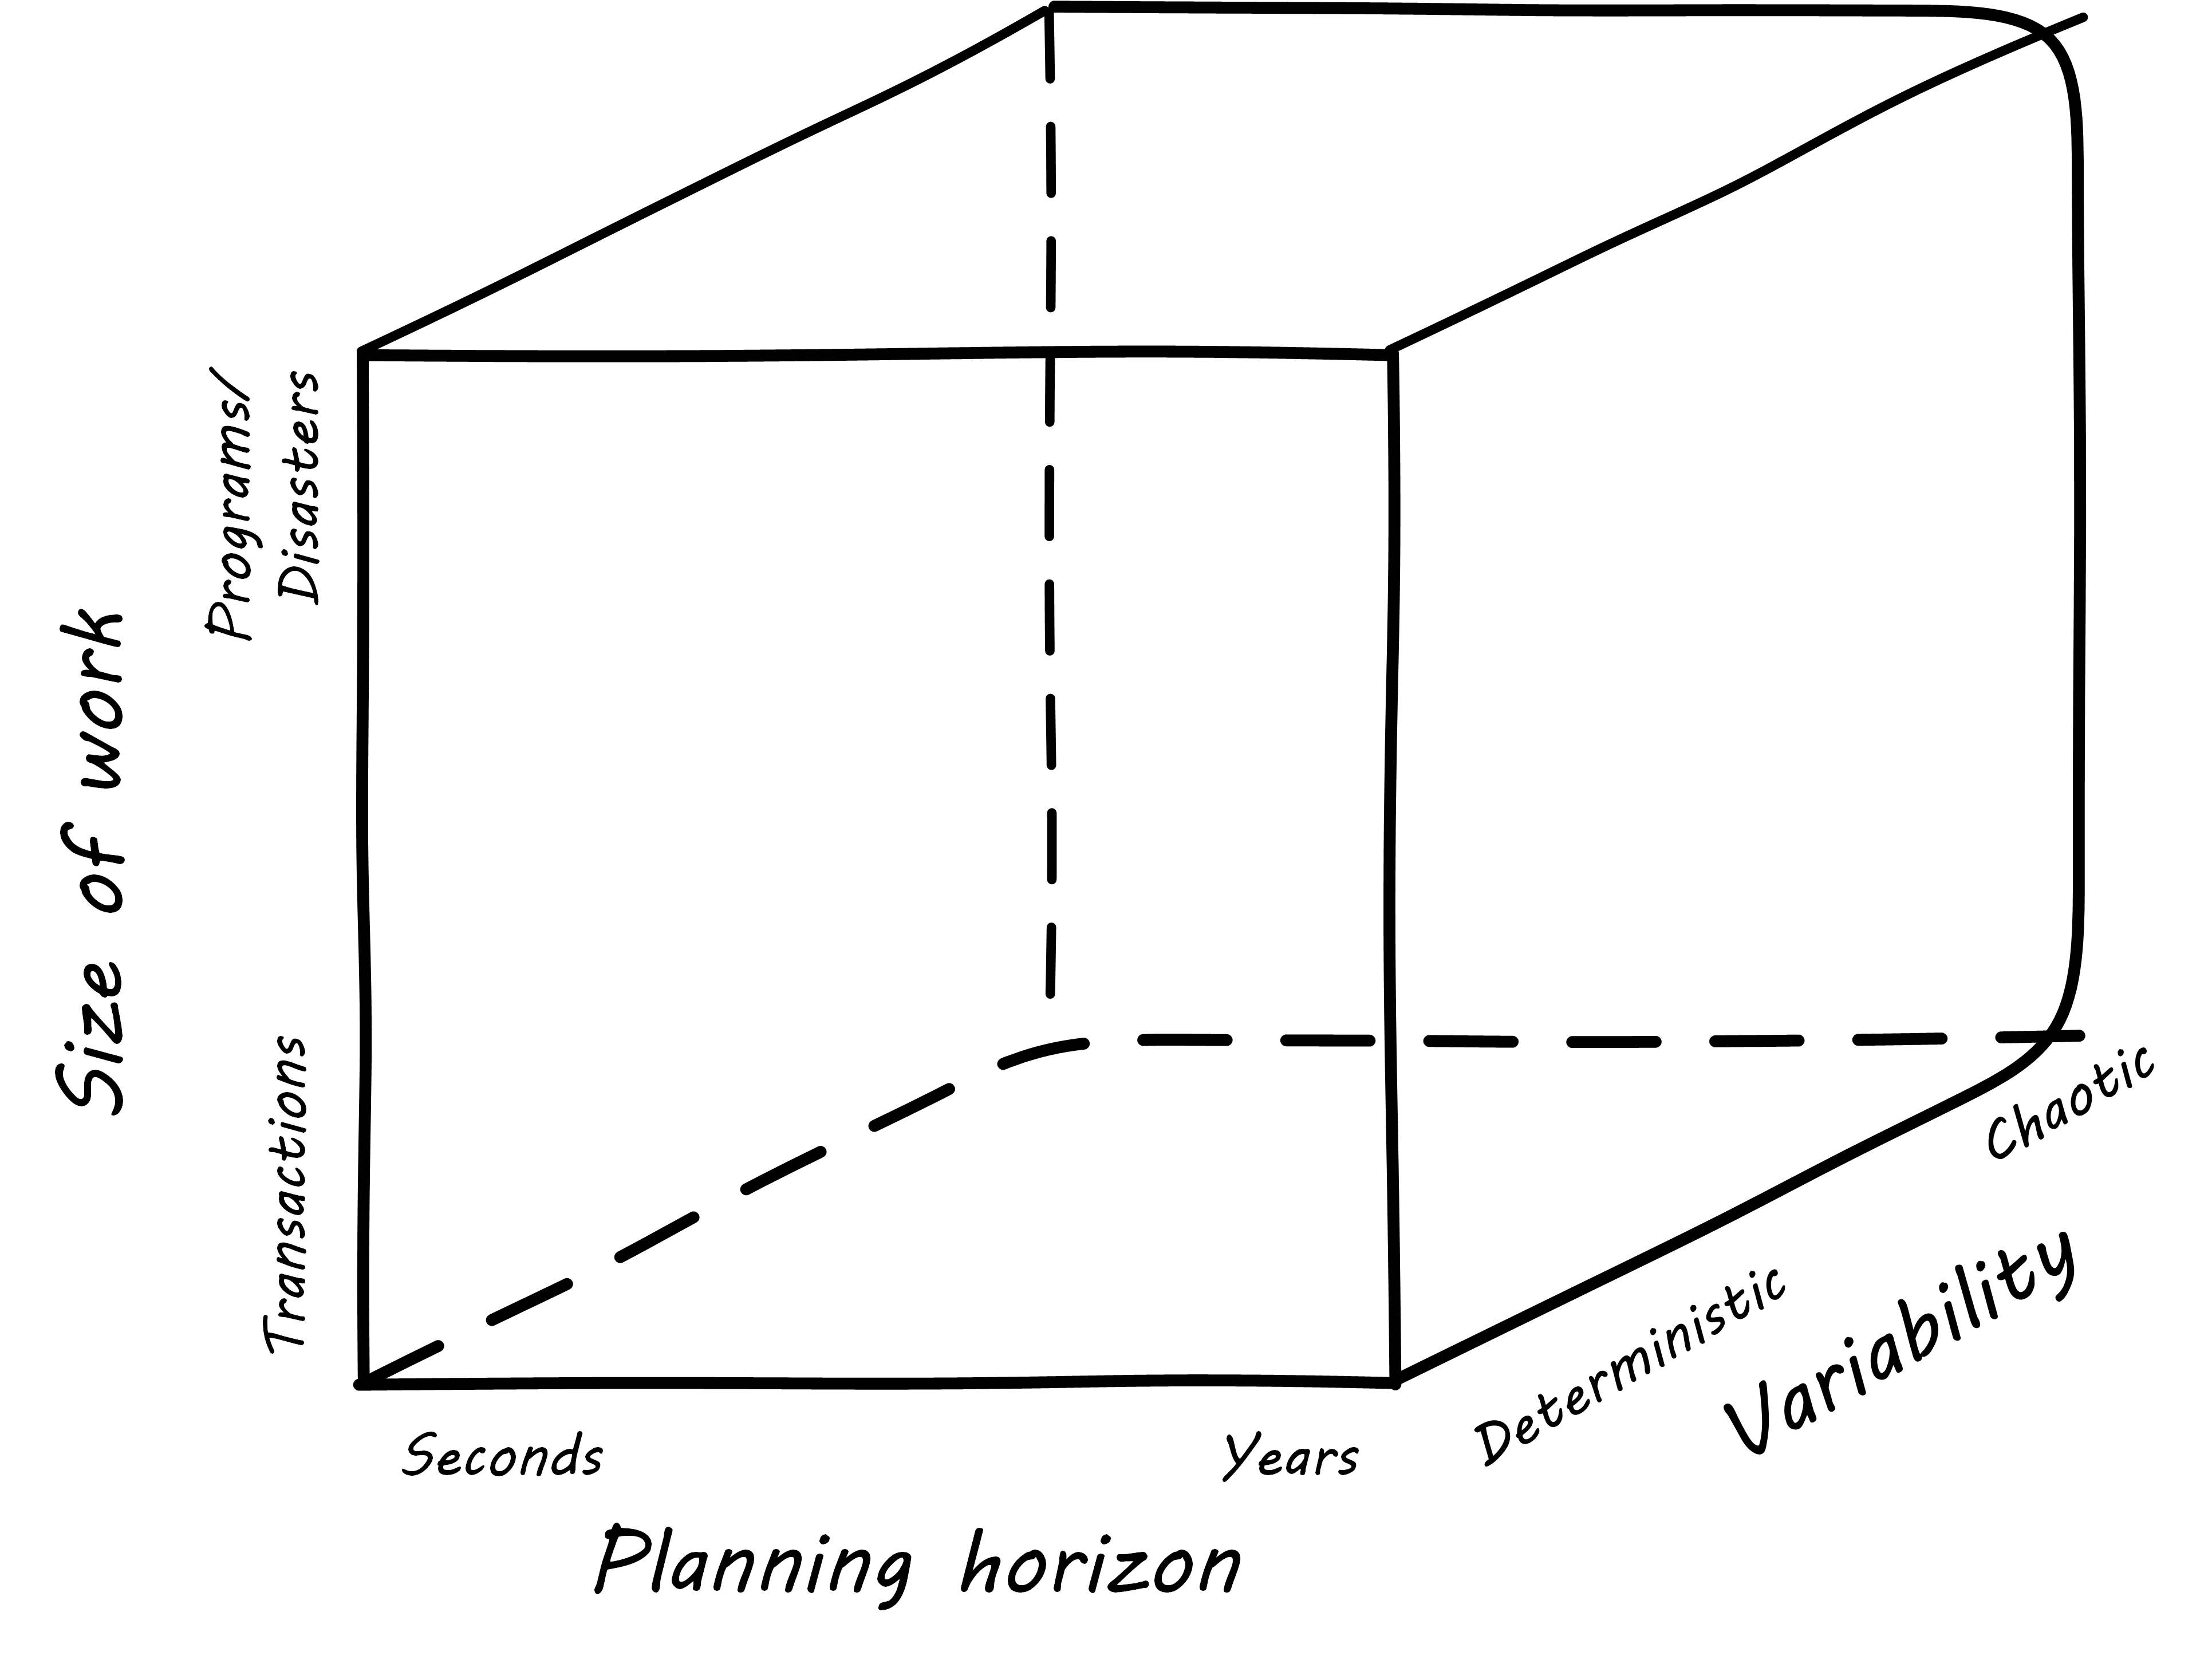 Size of work
Programs/
Disasters
Transactions
Seconds
Years
Planning horizon
Deterministic
Chaotic
Variability